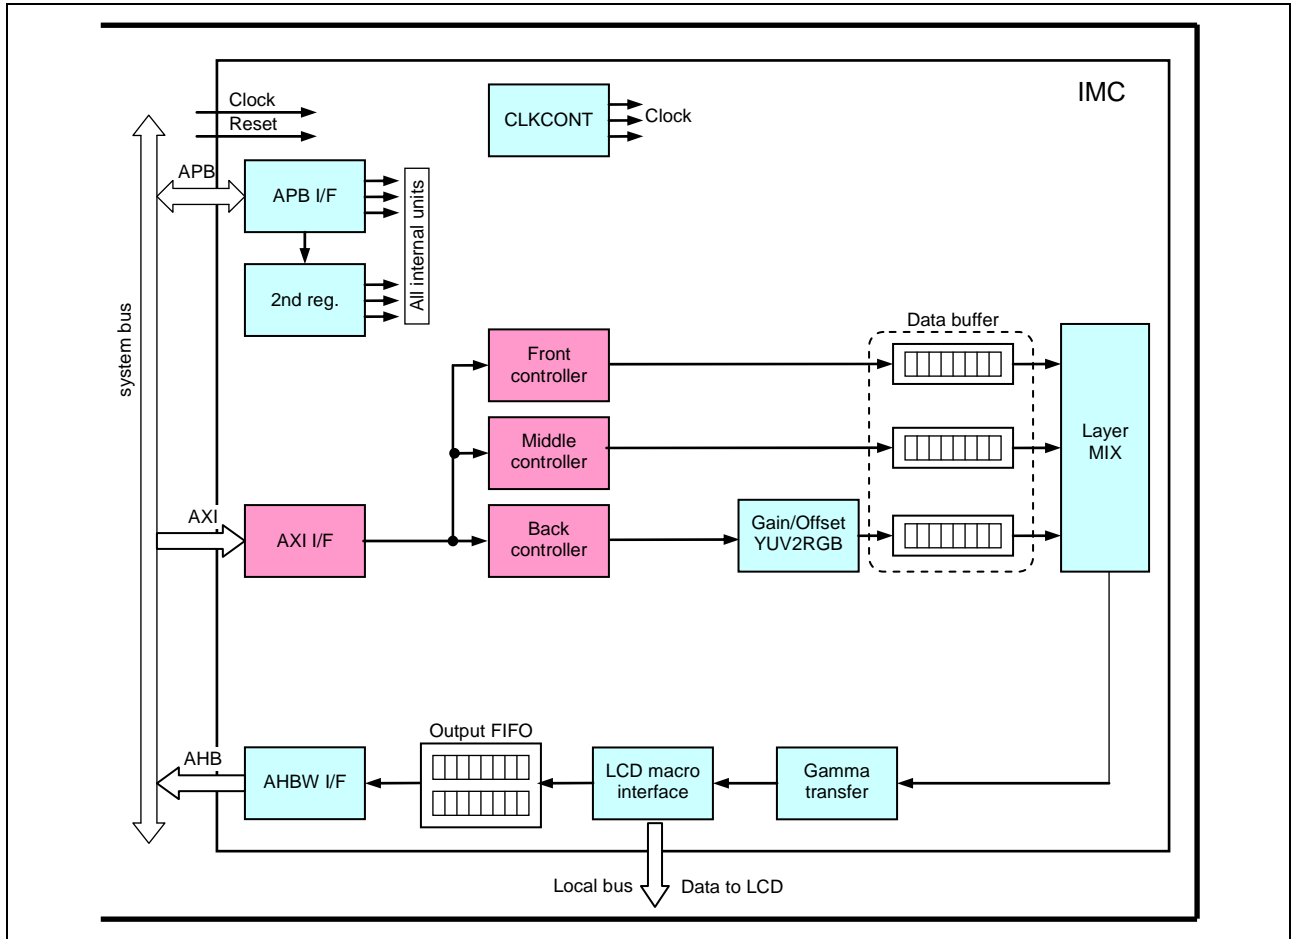 IMC
Clock
Reset
CLKCONT
Clock
APB
APB I/F
All internal units
2nd reg.
system bus
Data buffer
Front
controller
Middle
controller
Layer
MIX
AXI
AXI I/F
Back
controller
Gain/Offset
YUV2RGB
Output FIFO
AHB
AHBW I/F
LCD macro
interface
Gamma
transfer
Local bus
Data to LCD